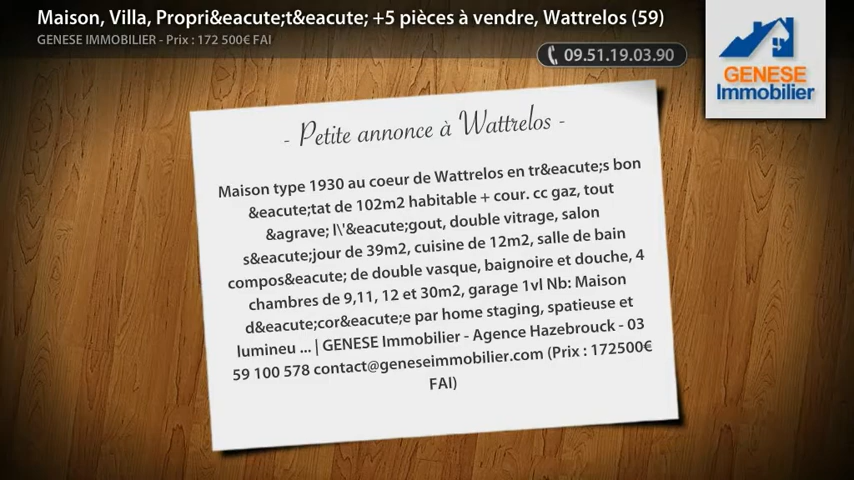 Maison, Villa, Propri&eacute;t&eacute; +5 pièces à vendre, Wattrelos (59)
GENESE IMMOBILIER - Prix : 172 500€ FAI
09.51.19.03.90
GENESE
Immobilier
- Petite annonce à Wattrelos -
Maison type 1930 au coeur de Wattrelos en tr&eacute;s bon
&eacute;tat de 102m2 habitable + cour. cc gaz, tout
&agrave; l\'&eacute;gout, double vitrage, salon
s&eacute;jour de 39m2, cuisine de 12m2, salle de bain
compos&eacute; de double vasque, baignoire et douche, 4
chambres de 9,11, 12 et 30m2, garage 1vl Nb: Maison
d&eacute;cor&eacute;e par home staging, spatieuse et
lumineu ... | GENESE Immobilier - Agence Hazebrouck - 03
59 100 578 contact@geneseimmobilier.com (Prix : 172500€
FAI)